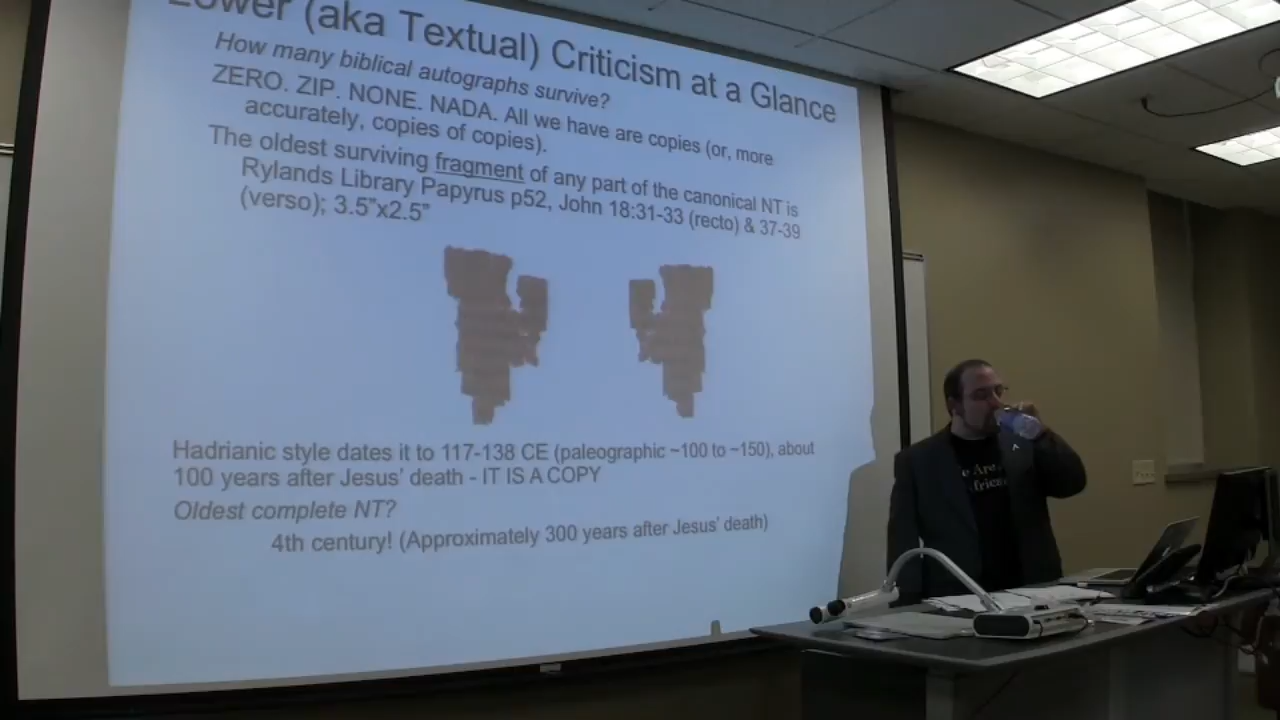 Lower (aka Textual) Criticism at a Glance
How many biblical autographs survive?
ZERO. ZIP. NONE. NADA. All we have are copies (or, more
accurately, copies of copies).
The oldest surviving fragment of any part of the canonical NT is
Rylands Library Papyrus p52, John 18:31-33 (recto) & 37-39
(verso); 3.5”x2.5”
Hadrianic style dates it to 117-138 CE (paleographic ~100 to ~150), about
100 years after Jesus’ death - IT IS A COPY
Oldest complete NT?
4th century! (Approximately 300 years after Jesus’ death)
e Are
frica